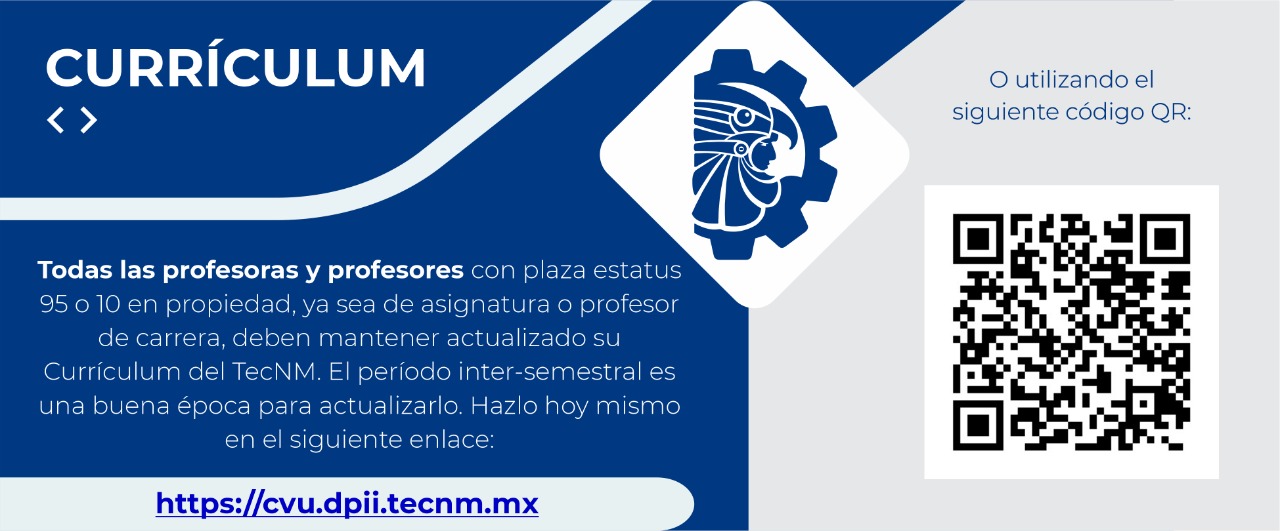 CURRÍCULUM
< >
Todas las profesoras y profesores con plaza estatus
95 o 10 en propiedad, ya sea de asignatura o profesor
de carrera, deben mantener actualizado su
Currículum del TecNM. El período inter-semestral es
una buena época para actualizarlo. Hazlo hoy mismo
en el siguiente enlace:
https://cvu.dpii.tecnm.mx
O utilizando el
siguiente código QR: